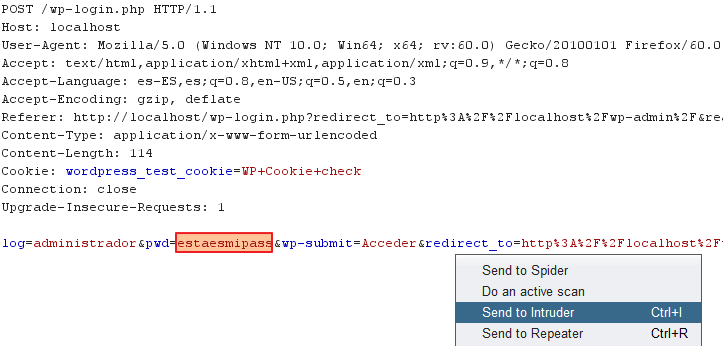 POST /wp-login.php HTTP/1.1
Host: localhost
User-Agent: Mozilla/5.0 (Windows NT 10.0; Win64; x64; rv:60.0) Gecko/20100101 Firefox/60.0
Accept: text/html,application/xhtml+xml,application/xml;q=0.9,*/*;q=0.8
Accept-Language: es-ES,es;q=0.8,en-US;q=0.5,en;q=0.3
Accept-Encoding: gzip, deflate
Referer: http://localhost/wp-login.php?redirect_to=http%3A%2F%2Flocalhost%2Fwp-admin%2F&rea
Content-Type: application/x-www-form-urlencoded
Content-Length: 114
Cookie: wordpress_test_cookie=WP+Cookie+check
Connection: close
Upgrade-Insecure-Requests: 1
log=administrador&pwd=estaesmipass&wp-submit=Acceder&redirect_to=http%3A%2F%2Flocalhost%2F
Send to Spider
Do an active scan
Send to Intruder Ctrl+I
Send to Repeater Ctrl+R